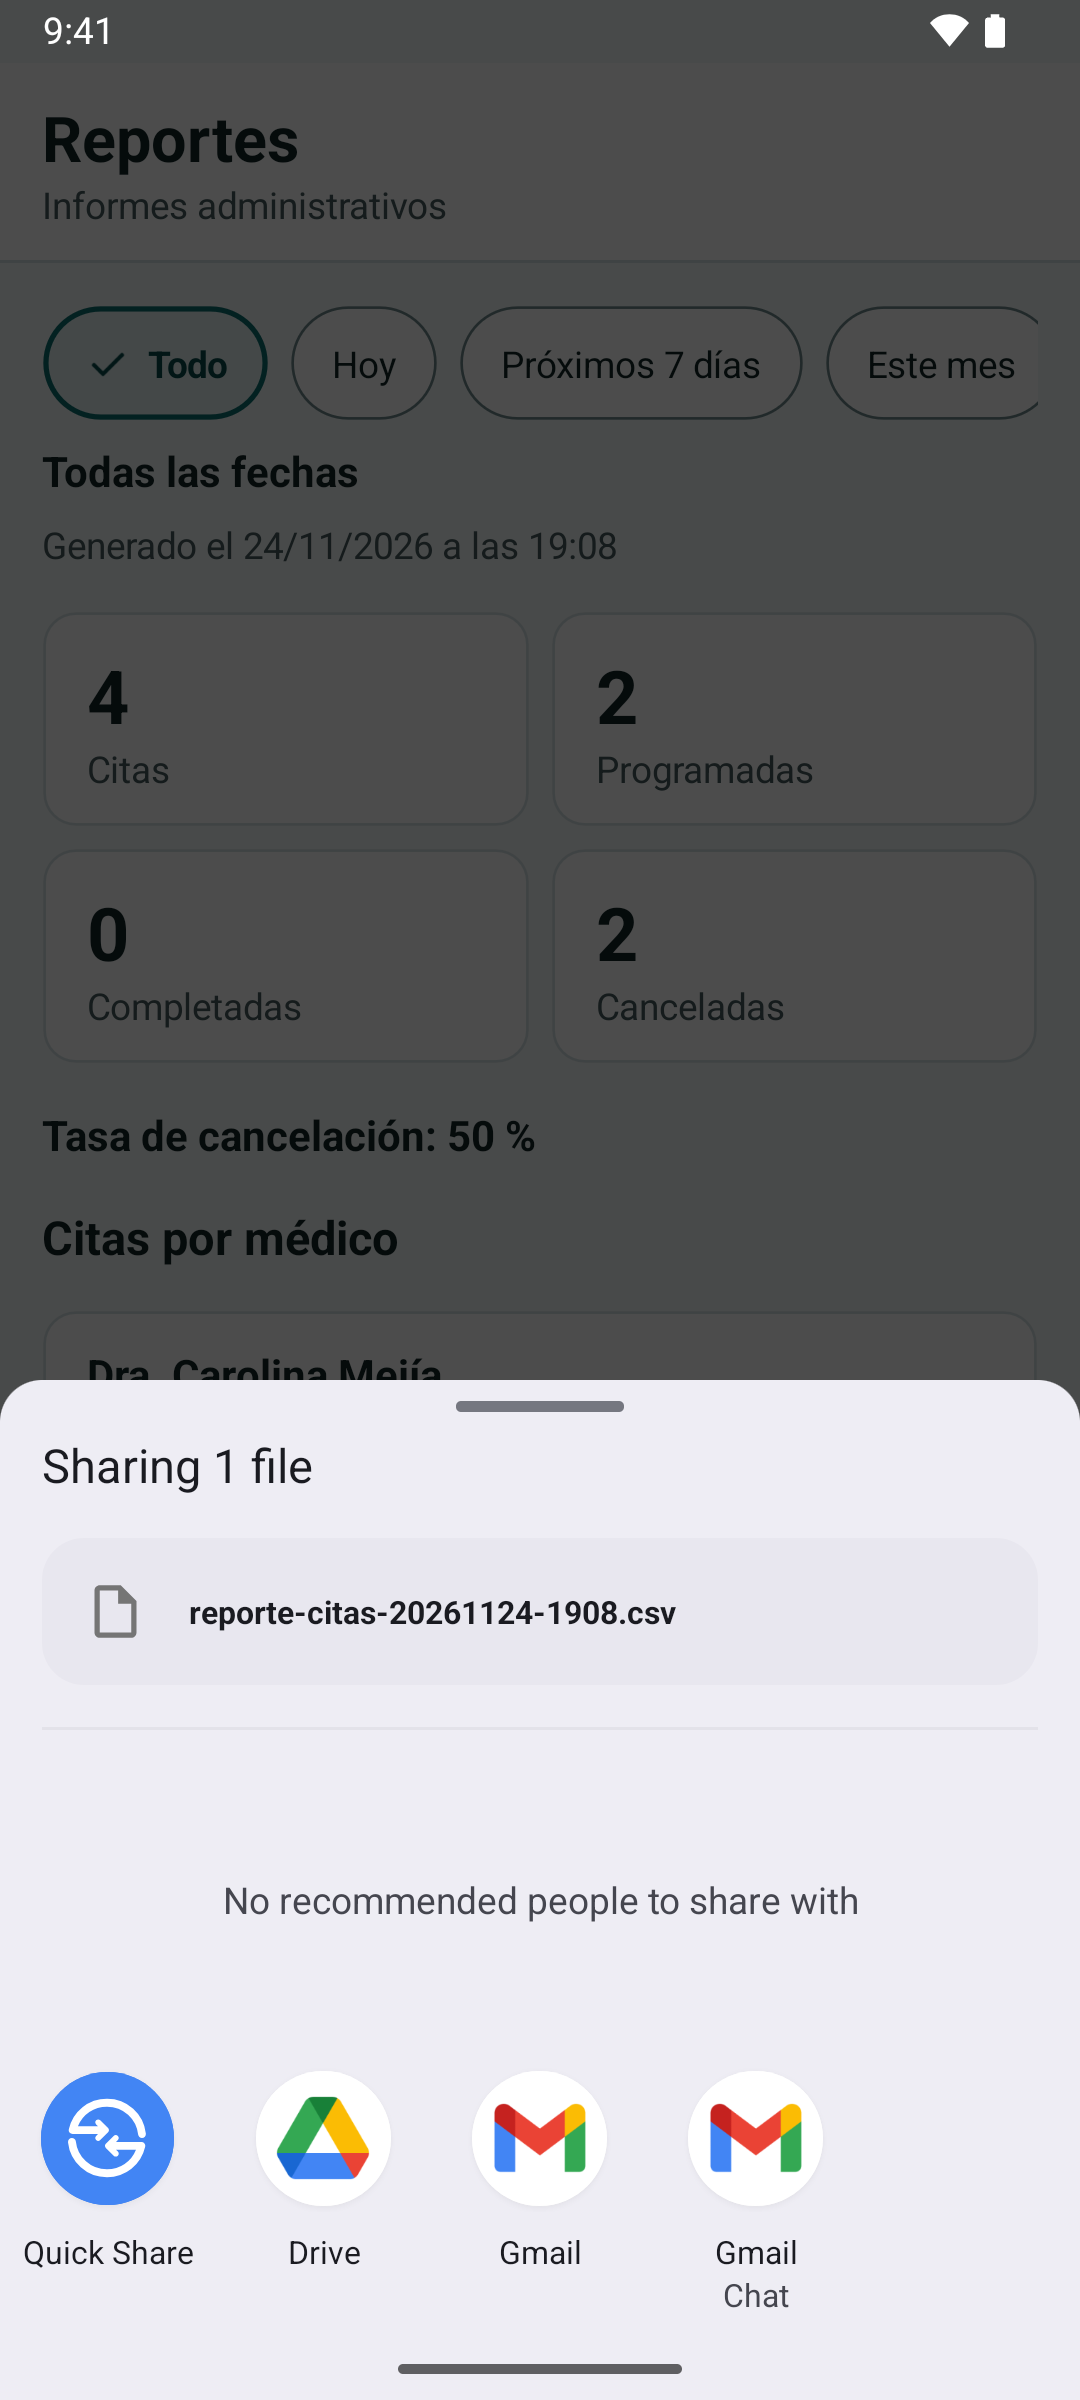 9:41
Reportes
Informes administrativos
Todo
Hoy
Próximos 7 días
Este mes
Todas las fechas
Generado el 24/11/2026 a las 19:08
4
Citas
2
Programadas
0
Completadas
2
Canceladas
Tasa de cancelación: 50 %
Citas por médico
Dra. Carolina Mejía
Sharing 1 file
reporte-citas-20261124-1908.csv
No recommended people to share with
Quick Share
Drive
Gmail
Gmail
Chat